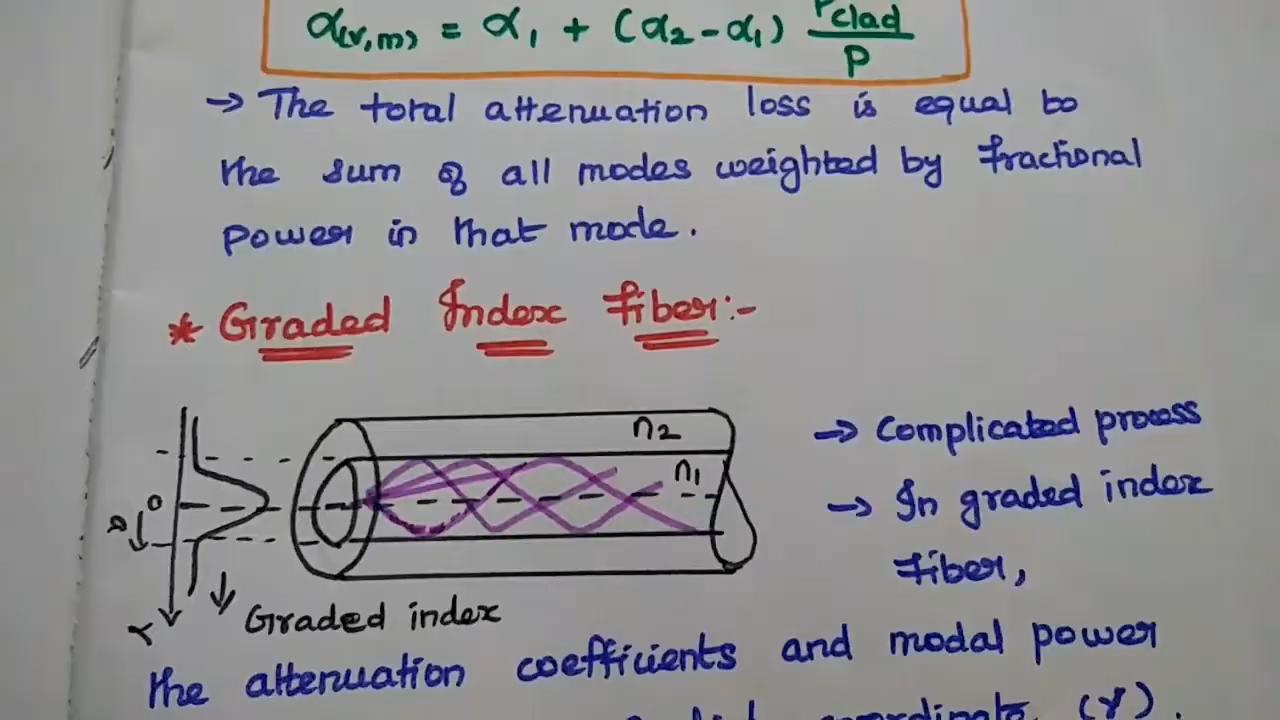 α(v,m) = α1 + (α2 - α1) Pclad / P
→ The total attenuation loss is equal to
the sum of all modes weighted by fractional
power in that mode.
* Graded Index Fiber:-
n2
n1
0
a
r
Graded index
→ Complicated process
→ In graded index
Fiber,
the attenuation coefficients and modal power
coordinate (r).